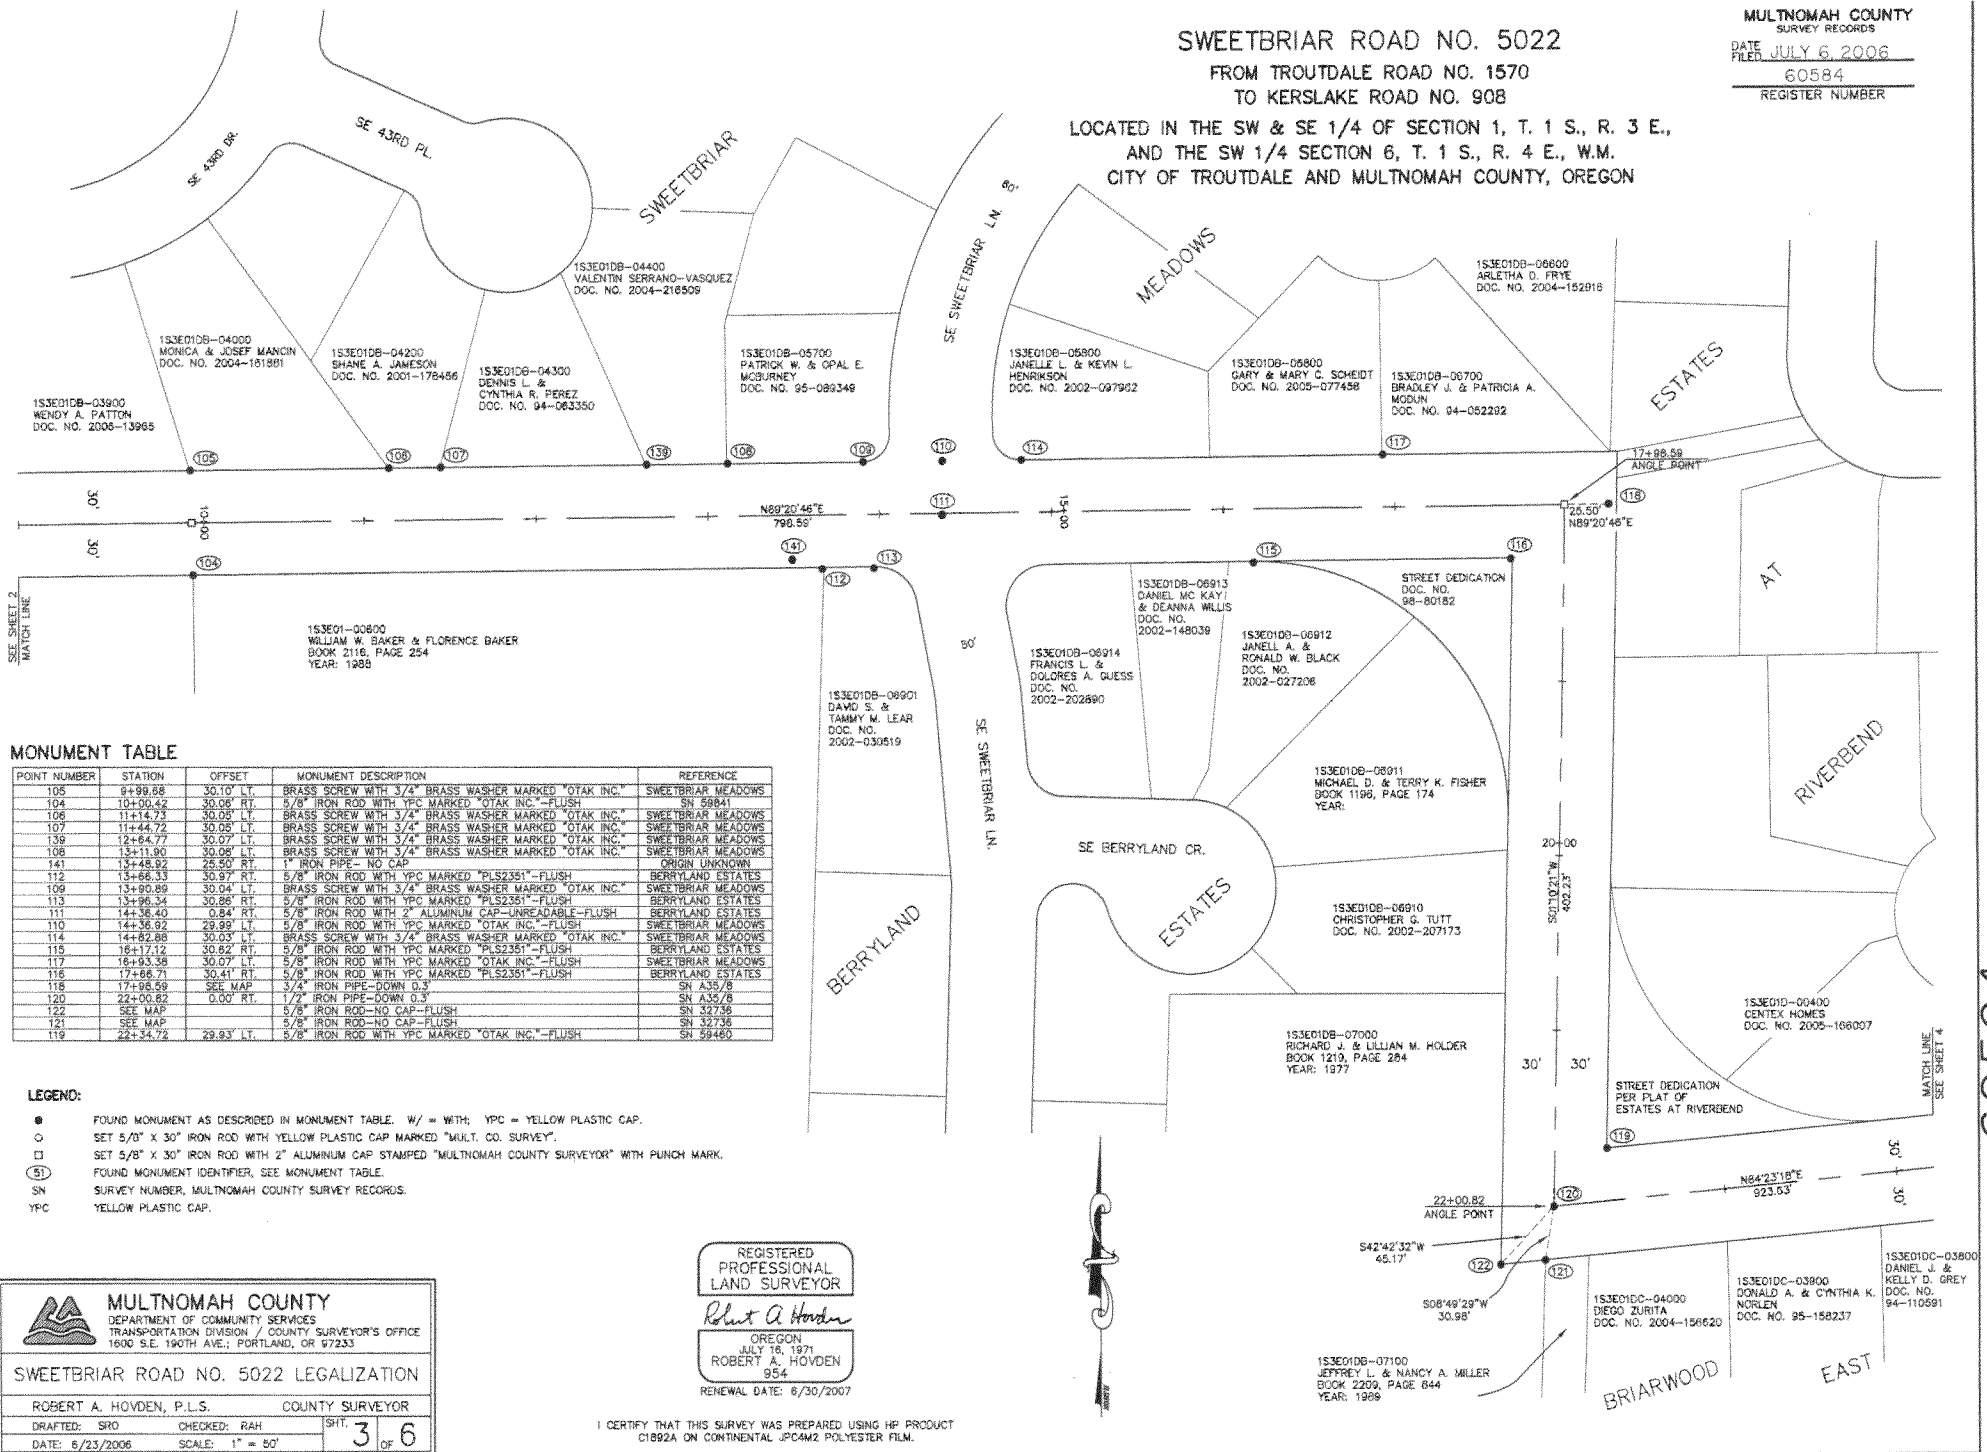 SWEETBRIAR ROAD NO. 5022
FROM TROUTDALE ROAD NO. 1570
TO KERSLAKE ROAD NO. 908
LOCATED IN THE SW & SE 1/4 OF SECTION 1, T. 1 S., R. 3 E.,
AND THE SW 1/4 SECTION 6, T. 1 S., R. 4 E., W.M.
CITY OF TROUTDALE AND MULTNOMAH COUNTY, OREGON
MULTNOMAH COUNTY
SURVEY RECORDS
DATE FILED JULY 6, 2006
60584
REGISTER NUMBER
SE 43RD DR.
SE 43RD PL.
SWEETBRIAR
SE SWEETBRIAR LN.
60'
MEADOWS
ESTATES
AT
RIVERBEND
1S3E01DB-03900
WENDY A. PATTON
DOC. NO. 2006-13965
1S3E01DB-04000
MONICA & JOSEF MANCIN
DOC. NO. 2004-181881
1S3E01DB-04200
SHANE A. JAMESON
DOC. NO. 2001-178456
1S3E01DB-04300
DENNIS L. &
CYNTHIA R. PEREZ
DOC. NO. 94-063350
1S3E01DB-04400
VALENTIN SERRANO-VASQUEZ
DOC. NO. 2004-216509
1S3E01DB-05700
PATRICK W. & OPAL E.
MCBURNEY
DOC. NO. 95-089349
1S3E01DB-05800
JANELLE L. & KEVIN L.
HENRIKSON
DOC. NO. 2002-097962
1S3E01DB-06800
GARY & MARY C. SCHEIDT
DOC. NO. 2005-077458
1S3E01DB-06700
BRADLEY J. & PATRICIA A.
MODUN
DOC. NO. 94-052292
1S3E01DB-06600
ARLETHA D. FRYE
DOC. NO. 2004-152916
105
106
107
139
108
109
110
114
117
17+98.59
ANGLE POINT
118
25.50'
N89°20'46"E
30'
10+00
30'
N89°20'46"E
798.59'
111
15+00
104
141
112
113
115
116
SEE SHEET 2
MATCH LINE
1S3E01-00600
WILLIAM W. BAKER & FLORENCE BAKER
BOOK 2116, PAGE 254
YEAR: 1988
1S3E01DB-06901
DAVID S. &
TAMMY M. LEAR
DOC. NO.
2002-030519
50'
SE SWEETBRIAR LN.
1S3E01DB-06914
FRANCIS L. &
DOLORES A. GUESS
DOC. NO.
2002-202690
1S3E01DB-06913
DANIEL MC KAY
& DEANNA WILLIS
DOC. NO.
2002-148039
1S3E01DB-06912
JANELL A. &
RONALD W. BLACK
DOC. NO.
2002-027206
STREET DEDICATION
DOC. NO.
98-80182
1S3E01DB-06911
MICHAEL D. & TERRY K. FISHER
BOOK 1196, PAGE 174
YEAR:
SE BERRYLAND CR.
BERRYLAND
ESTATES
1S3E01DB-06910
CHRISTOPHER G. TUTT
DOC. NO. 2002-207173
20+00
S01°10'21"W
402.23'
1S3E01DB-07000
RICHARD J. & LILLIAN M. HOLDER
BOOK 1219, PAGE 264
YEAR: 1977
30'
30'
1S3E01D-00400
CENTEX HOMES
DOC. NO. 2005-166007
STREET DEDICATION
PER PLAT OF
ESTATES AT RIVERBEND
MATCH LINE
SEE SHEET 4
119
30'
N84°23'18"E
923.53'
30'
120
22+00.82
ANGLE POINT
S42°42'32"W
45.17'
122
121
S08°49'29"W
30.98'
1S3E01DB-07100
JEFFREY L. & NANCY A. MILLER
BOOK 2209, PAGE 844
YEAR: 1989
1S3E01DC-04000
DIEGO ZURITA
DOC. NO. 2004-156620
1S3E01DC-03900
DONALD A. & CYNTHIA K.
NORLEN
DOC. NO. 95-158237
1S3E01DC-03800
DANIEL J. &
KELLY D. GREY
DOC. NO.
94-110591
BRIARWOOD
EAST
MONUMENT TABLE
POINT NUMBER STATION OFFSET MONUMENT DESCRIPTION REFERENCE
105 9+99.68 30.10' LT. BRASS SCREW WITH 3/4" BRASS WASHER MARKED "OTAK INC." SWEETBRIAR MEADOWS
104 10+00.42 30.06' RT. 5/8" IRON ROD WITH YPC MARKED "OTAK INC."-FLUSH SN 59841
106 11+14.73 30.05' LT. BRASS SCREW WITH 3/4" BRASS WASHER MARKED "OTAK INC." SWEETBRIAR MEADOWS
107 11+44.72 30.05' LT. BRASS SCREW WITH 3/4" BRASS WASHER MARKED "OTAK INC." SWEETBRIAR MEADOWS
139 12+64.77 30.07' LT. BRASS SCREW WITH 3/4" BRASS WASHER MARKED "OTAK INC." SWEETBRIAR MEADOWS
108 13+11.90 30.06' LT. BRASS SCREW WITH 3/4" BRASS WASHER MARKED "OTAK INC." SWEETBRIAR MEADOWS
141 13+48.92 25.50' RT. 1" IRON PIPE- NO CAP ORIGIN UNKNOWN
112 13+66.33 30.97' RT. 5/8" IRON ROD WITH YPC MARKED "PLS2351"-FLUSH BERRYLAND ESTATES
109 13+90.89 30.04' LT. BRASS SCREW WITH 3/4" BRASS WASHER MARKED "OTAK INC." SWEETBRIAR MEADOWS
113 13+96.34 30.86' RT. 5/8" IRON ROD WITH YPC MARKED "PLS2351"-FLUSH BERRYLAND ESTATES
111 14+36.40 0.84' RT. 5/8" IRON ROD WITH 2" ALUMINUM CAP-UNREADABLE-FLUSH BERRYLAND ESTATES
110 14+36.92 29.99' LT. 5/8" IRON ROD WITH YPC MARKED "OTAK INC."-FLUSH SWEETBRIAR MEADOWS
114 14+82.88 30.03' LT. BRASS SCREW WITH 3/4" BRASS WASHER MARKED "OTAK INC." SWEETBRIAR MEADOWS
115 16+17.12 30.62' RT. 5/8" IRON ROD WITH YPC MARKED "PLS2351"-FLUSH BERRYLAND ESTATES
117 16+93.38 30.07' LT. 5/8" IRON ROD WITH YPC MARKED "OTAK INC."-FLUSH SWEETBRIAR MEADOWS
116 17+66.71 30.41' RT. 5/8" IRON ROD WITH YPC MARKED "PLS2351"-FLUSH BERRYLAND ESTATES
118 17+98.59 SEE MAP 3/4" IRON PIPE-DOWN 0.3' SN A35/8
120 22+00.82 0.00' RT. 1/2" IRON PIPE-DOWN 0.3' SN A35/8
122 SEE MAP 5/8" IRON ROD-NO CAP-FLUSH SN 32736
121 SEE MAP 5/8" IRON ROD-NO CAP-FLUSH SN 32736
119 22+34.72 29.93' LT. 5/8" IRON ROD WITH YPC MARKED "OTAK INC."-FLUSH SN 59460
LEGEND:
FOUND MONUMENT AS DESCRIBED IN MONUMENT TABLE. W/ = WITH; YPC = YELLOW PLASTIC CAP.
SET 5/8" X 30" IRON ROD WITH YELLOW PLASTIC CAP MARKED "MULT. CO. SURVEY".
SET 5/8" X 30" IRON ROD WITH 2" ALUMINUM CAP STAMPED "MULTNOMAH COUNTY SURVEYOR" WITH PUNCH MARK.
51 FOUND MONUMENT IDENTIFIER, SEE MONUMENT TABLE.
SN SURVEY NUMBER, MULTNOMAH COUNTY SURVEY RECORDS.
YPC YELLOW PLASTIC CAP.
MULTNOMAH COUNTY
DEPARTMENT OF COMMUNITY SERVICES
TRANSPORTATION DIVISION / COUNTY SURVEYOR'S OFFICE
1600 S.E. 190TH AVE.; PORTLAND, OR 97233
SWEETBRIAR ROAD NO. 5022 LEGALIZATION
ROBERT A. HOVDEN, P.L.S. COUNTY SURVEYOR
DRAFTED: SRO CHECKED: RAH
DATE: 6/23/2006 SCALE: 1" = 50'
SHT. 3 OF 6
REGISTERED
PROFESSIONAL
LAND SURVEYOR
Robert A Hovden
OREGON
JULY 16, 1971
ROBERT A. HOVDEN
954
RENEWAL DATE: 6/30/2007
I CERTIFY THAT THIS SURVEY WAS PREPARED USING HP PRODUCT
C1892A ON CONTINENTAL JPC4M2 POLYESTER FILM.